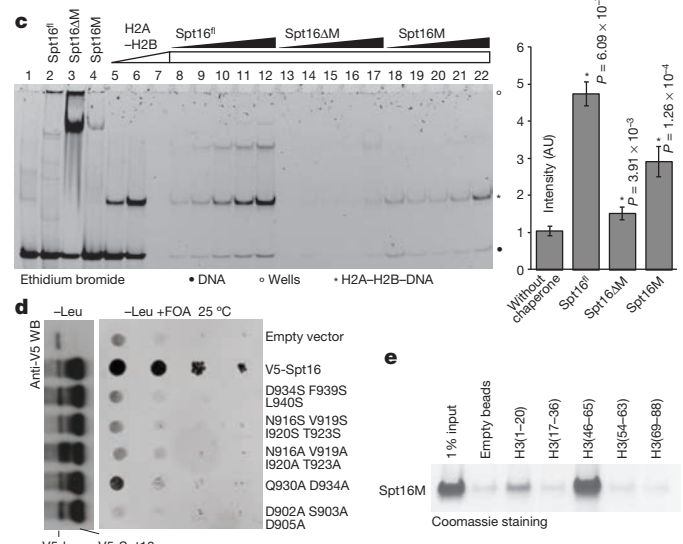 c
Spt16fl
Spt16ΔM
Spt16M
H2A
–H2B
Spt16fl
Spt16ΔM
Spt16M
1 2 3 4 5 6 7 8 9 10 11 12 13 14 15 16 17 18 19 20 21 22
Ethidium bromide
• DNA
○ Wells
* H2A–H2B–DNA
6
5
4
3
2
1
0
Intensity (AU)
*
P = 6.09 × 10
*
P = 3.91 × 10⁻³
*
P = 1.26 × 10⁻⁴
Without
chaperone
Spt16fl
Spt16ΔM
Spt16M
d
–Leu
–Leu +FOA 25 ºC
Anti-V5 WB
Empty vector
V5-Spt16
D934S F939S
L940S
N916S V919S
I920S T923S
N916A V919A
I920A T923A
Q930A D934A
D902A S903A
D905A
e
1% input
Empty beads
H3(1–20)
H3(17–36)
H3(46–65)
H3(54–63)
H3(69–88)
Spt16M
Coomassie staining